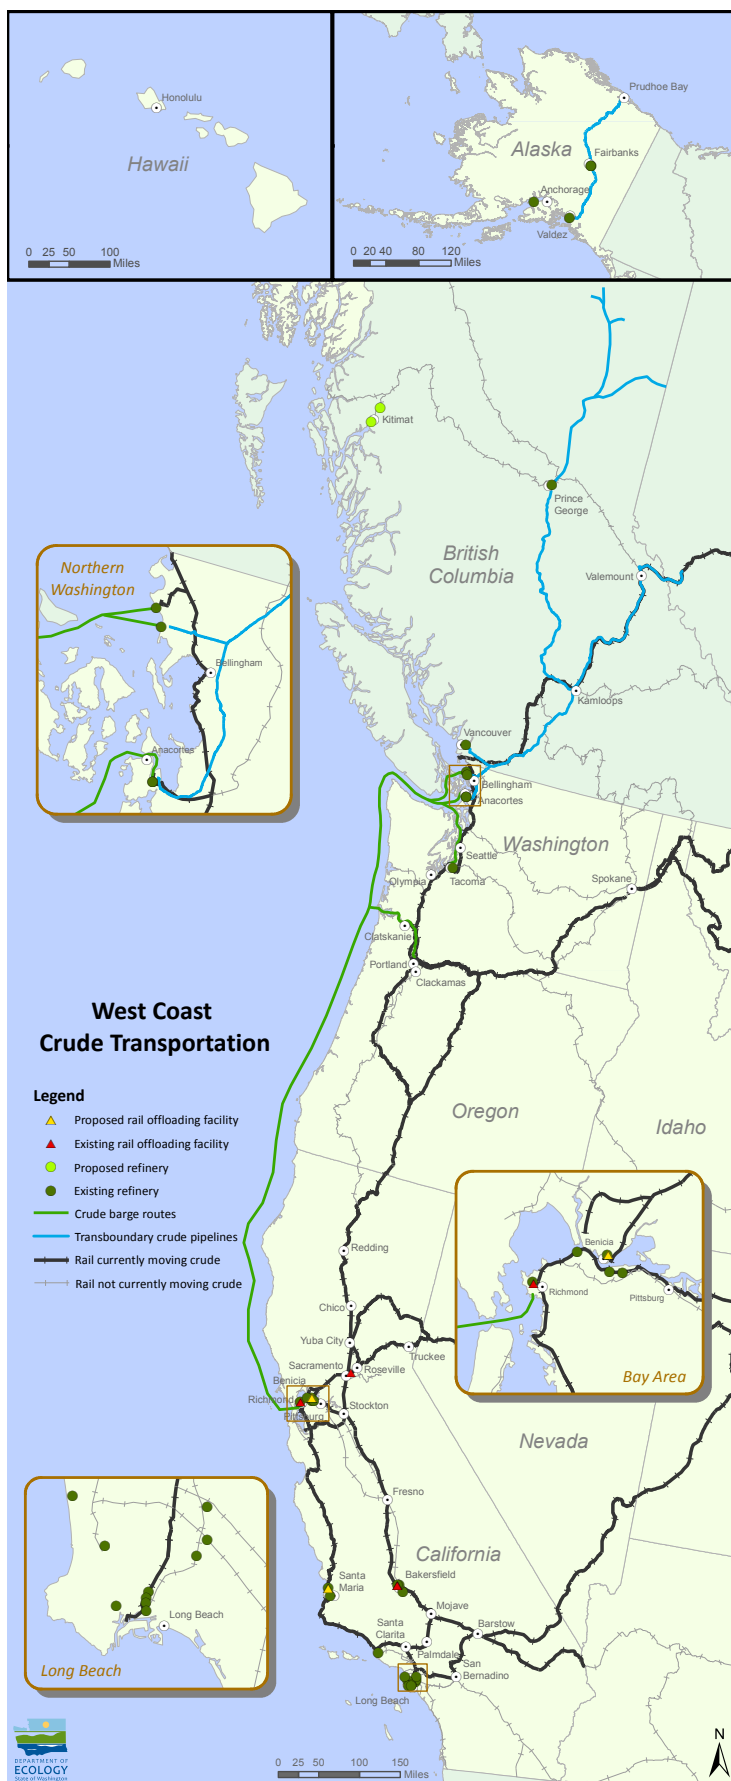 Honolulu
Hawaii
0 25 50 100
Miles
Prudhoe Bay
Alaska
Fairbanks
Anchorage
Valdez
0 20 40 80 120
Miles
Kitimat
Prince
George
British
Columbia
Valemount
Kamloops
Vancouver
Bellingham
Anacortes
Northern
Washington
Bellingham
Anacortes
Washington
Seattle
Spokane
Olympia
Tacoma
Clatskanie
Portland
Clackamas
West Coast
Crude Transportation
Legend
Proposed rail offloading facility
Existing rail offloading facility
Proposed refinery
Existing refinery
Crude barge routes
Transboundary crude pipelines
Rail currently moving crude
Rail not currently moving crude
Oregon
Idaho
Redding
Chico
Yuba City
Truckee
Sacramento
Roseville
Benicia
Richmond
Pittsburg
Stockton
Benicia
Richmond
Pittsburg
Bay Area
Nevada
Fresno
California
Santa
Maria
Bakersfield
Mojave
Santa
Clarita
Barstow
Palmdale
San
Bernadino
Long Beach
Long Beach
Long Beach
DEPARTMENT OF
ECOLOGY
State of Washington
0 25 50 100 150
Miles
N